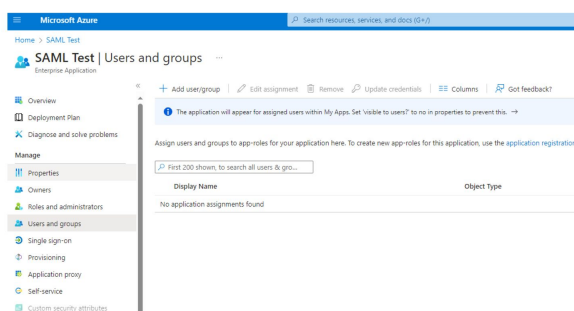 Microsoft Azure
Search resources, services, and docs (G+/)
Home > SAML Test
SAML Test | Users and groups ...
Enterprise Application
Overview
Deployment Plan
Diagnose and solve problems
Manage
Properties
Owners
Roles and administrators
Users and groups
Single sign-on
Provisioning
Application proxy
Self-service
Custom security attributes
+ Add user/group | Edit assignment Remove Update credentials | Columns | Got feedback?
The application will appear for assigned users within My Apps. Set 'visible to users?' to no in properties to prevent this. →
Assign users and groups to app-roles for your application here. To create new app-roles for this application, use the application registration
First 200 shown, to search all users & gro...
Display Name Object Type
No application assignments found